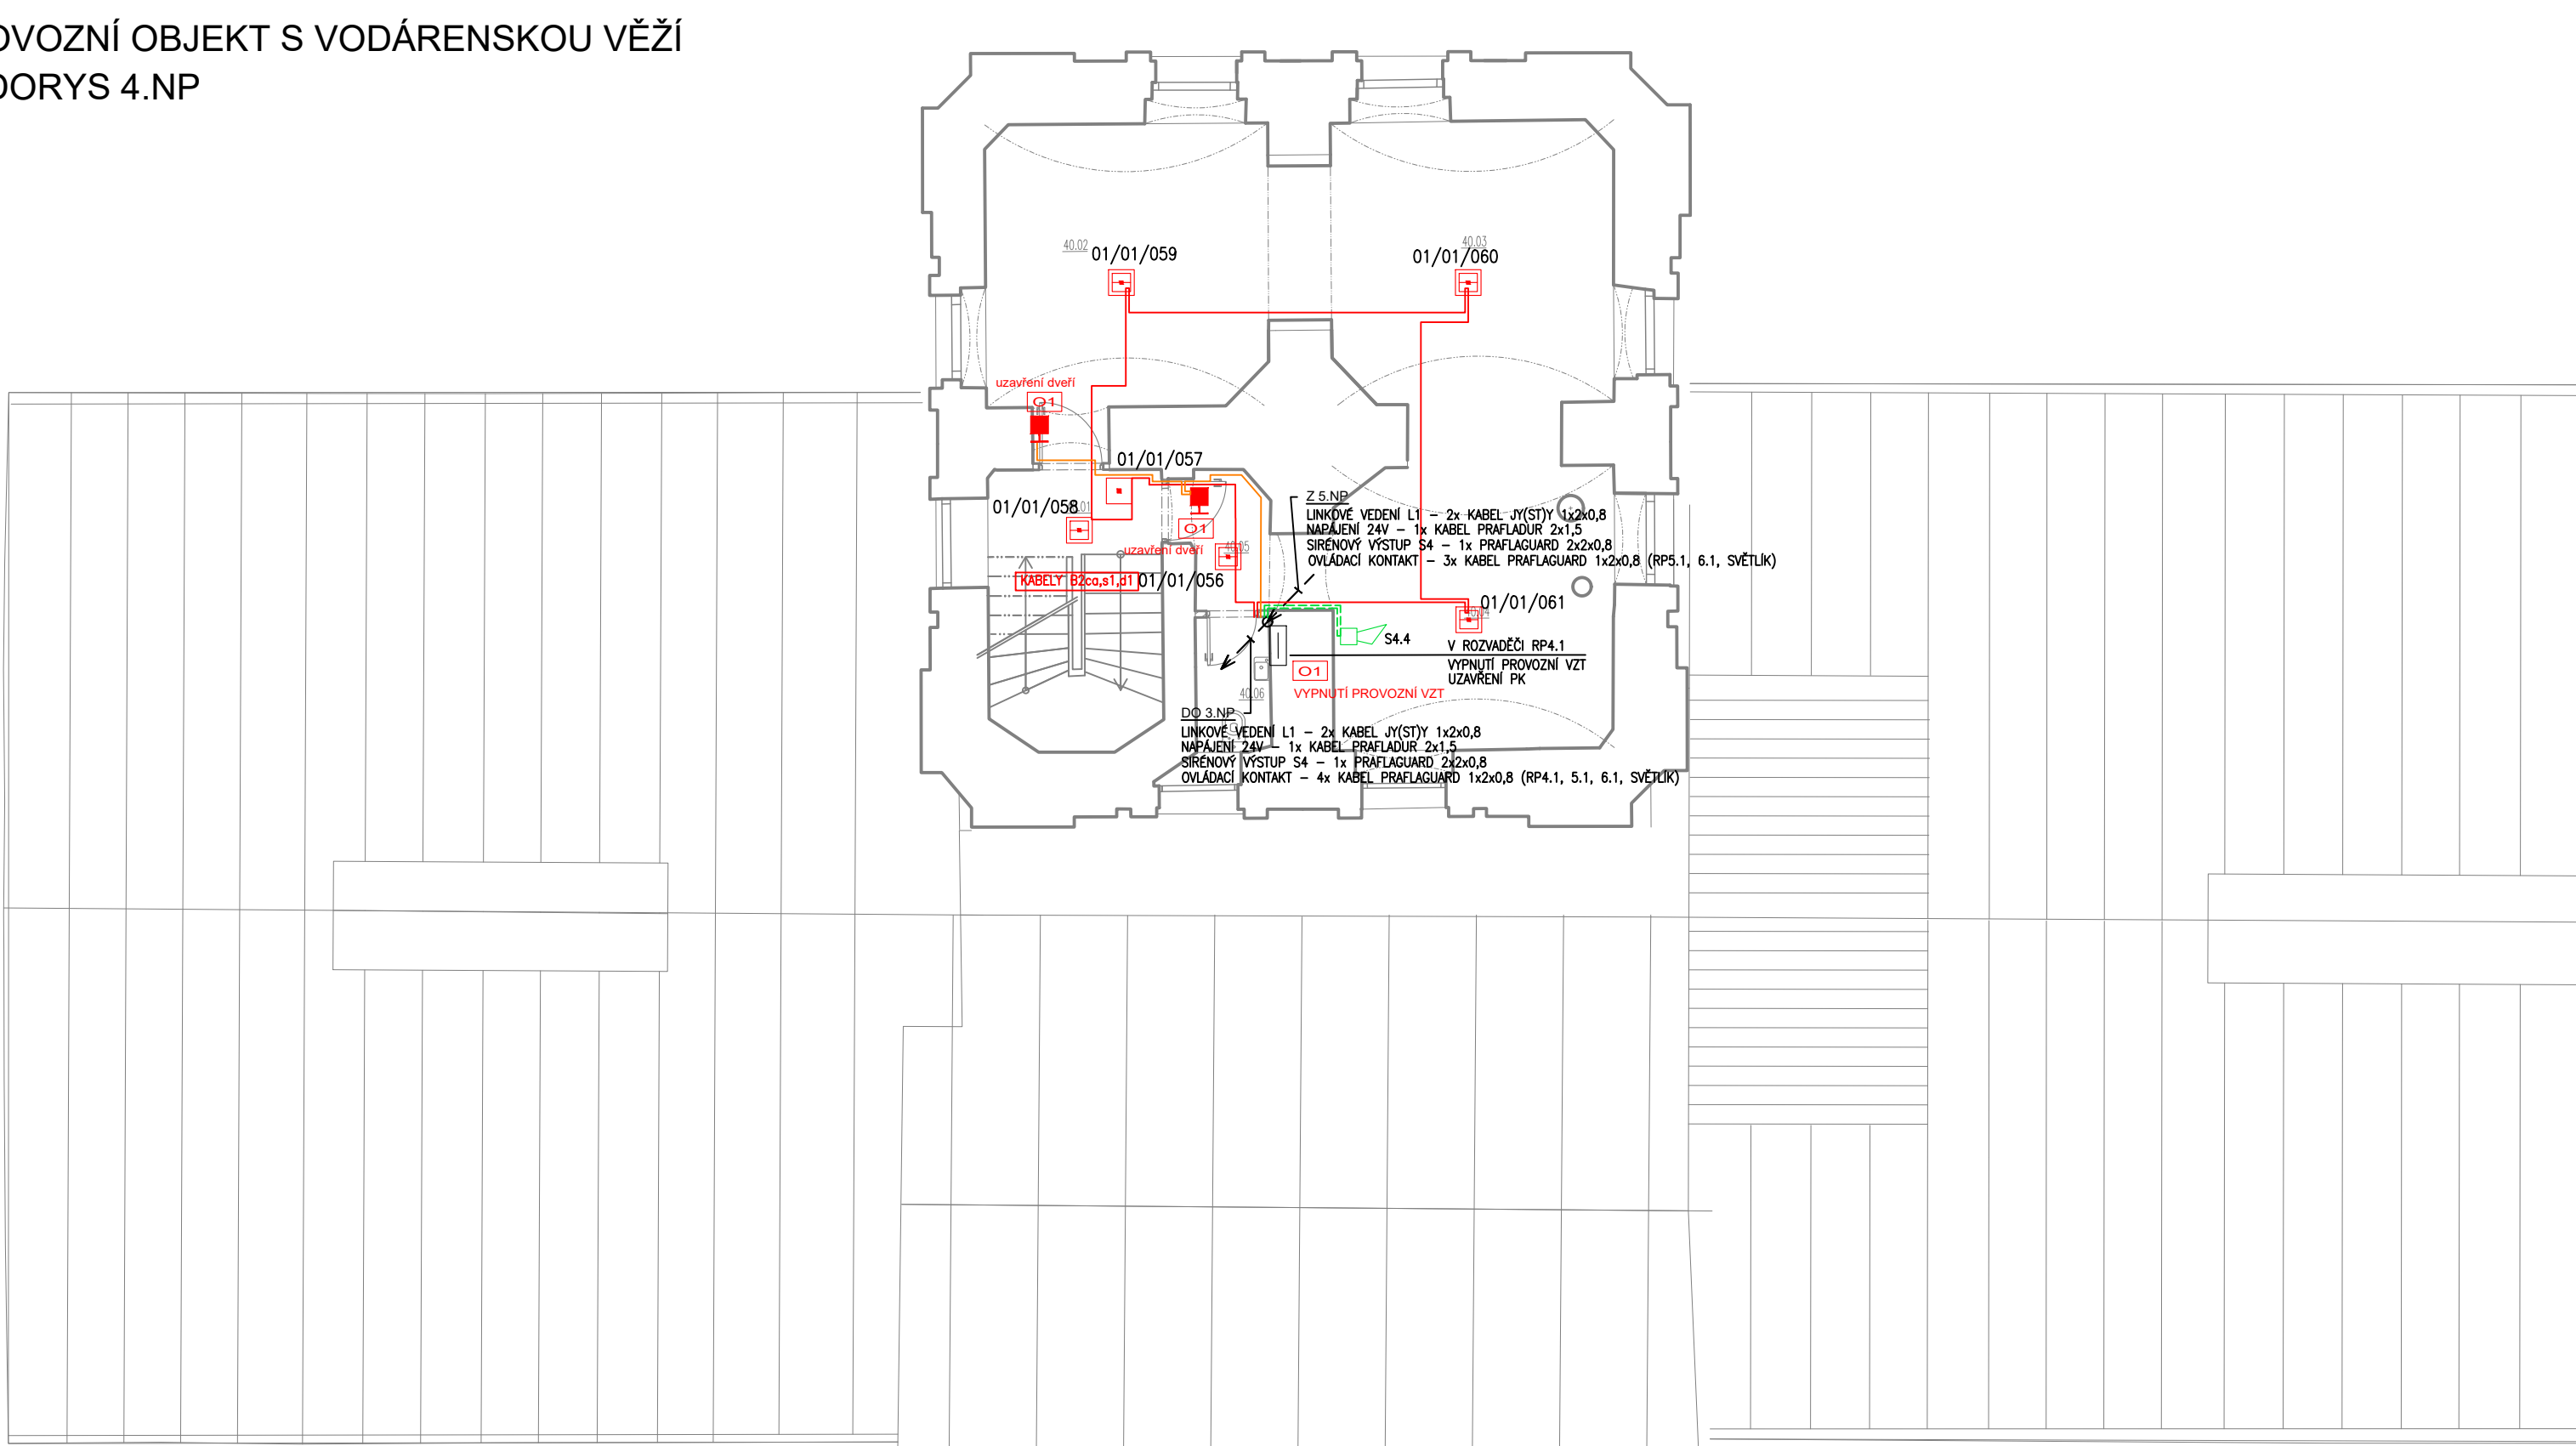 OVOZNÍ OBJEKT S VODÁRENSKOU VĚŽÍ
DORYS 4.NP
40.02
01/01/059
40.03
01/01/060
uzavření dveří
O1
01/01/057
01/01/058
O1
uzavření dveří
40.05
KABELY B2ca,s1,d1
01/01/056
Z 5.NP
LINKOVÉ VEDENÍ L1 – 2x KABEL JY(ST)Y 1x2x0,8
NAPÁJENÍ 24V – 1x KABEL PRAFLADUR 2x1,5
SIRÉNOVÝ VÝSTUP S4 – 1x PRAFLAGUARD 2x2x0,8
OVLÁDACÍ KONTAKT – 3x KABEL PRAFLAGUARD 1x2x0,8 (RP5.1, 6.1, SVĚTLÍK)
01/01/061
S4.4
V ROZVADĚČI RP4.1
VYPNUTÍ PROVOZNÍ VZT
UZAVŘENÍ PK
O1
VYPNUTÍ PROVOZNÍ VZT
40.06
DO 3.NP
LINKOVÉ VEDENÍ L1 – 2x KABEL JY(ST)Y 1x2x0,8
NAPÁJENÍ 24V – 1x KABEL PRAFLADUR 2x1,5
SIRÉNOVÝ VÝSTUP S4 – 1x PRAFLAGUARD 2x2x0,8
OVLÁDACÍ KONTAKT – 4x KABEL PRAFLAGUARD 1x2x0,8 (RP4.1, 5.1, 6.1, SVĚTLÍK)